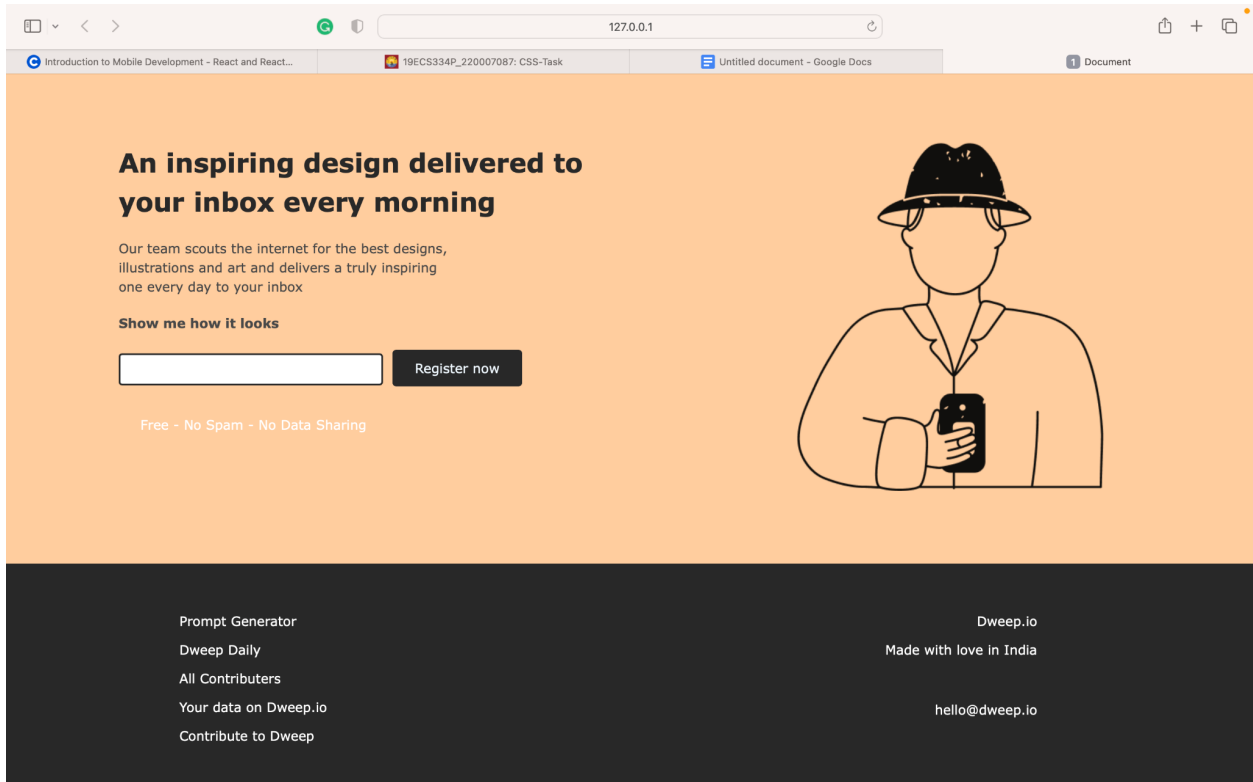 127.0.0.1
Introduction to Mobile Development - React and React...
19ECS334P_220007087: CSS-Task
Untitled document - Google Docs
1 Document
An inspiring design delivered to
your inbox every morning
Our team scouts the internet for the best designs,
illustrations and art and delivers a truly inspiring
one every day to your inbox
Show me how it looks
Register now
Free - No Spam - No Data Sharing
Prompt Generator
Dweep Daily
All Contributers
Your data on Dweep.io
Contribute to Dweep
Dweep.io
Made with love in India
hello@dweep.io